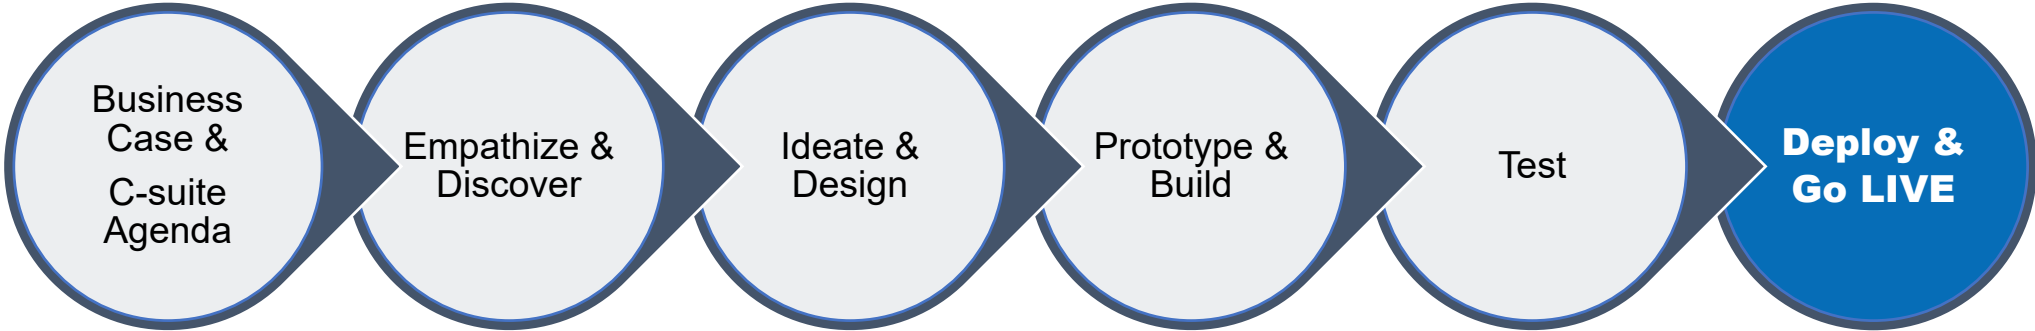 Business
Case &
C-suite
Agenda
Empathize &
Discover
Ideate &
Design
Prototype &
Build
Test
Deploy &
Go LIVE